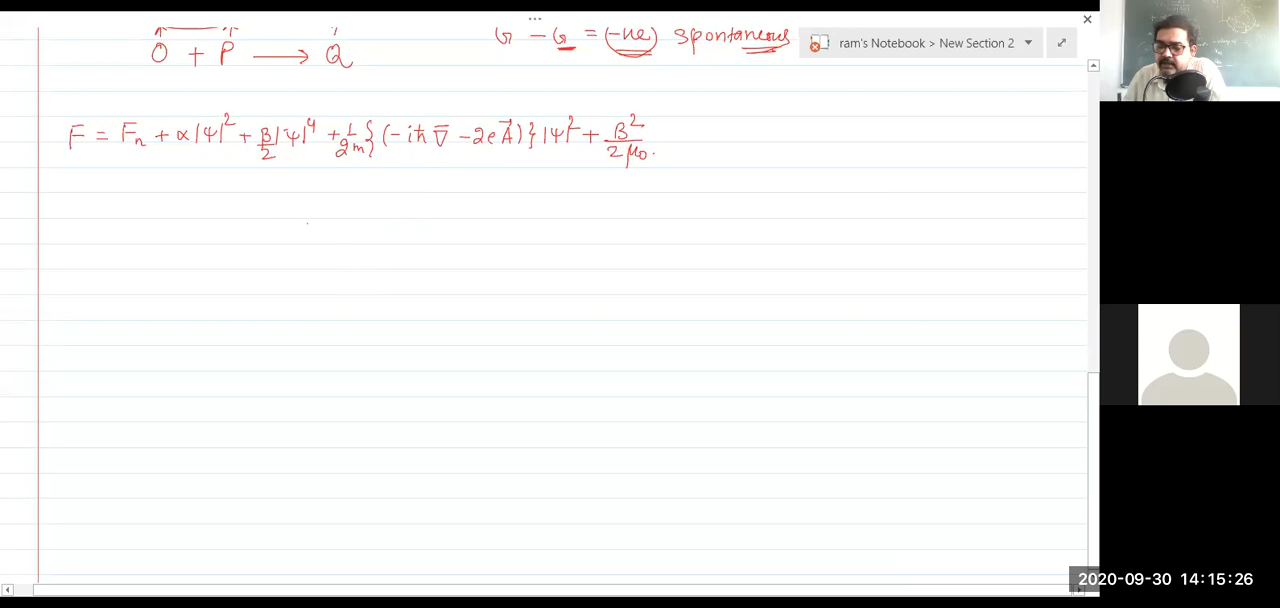 G - G = (-ve) spontaneous
ram's Notebook > New Section 2
O + P → Q
F = Fn + α|ψ|² + β/2 |ψ|⁴ + 1/2m {(-iħ ∇̄ - 2e A⃗)} |ψ|² + B²/2μ₀.
2020-09-30 14:15:26